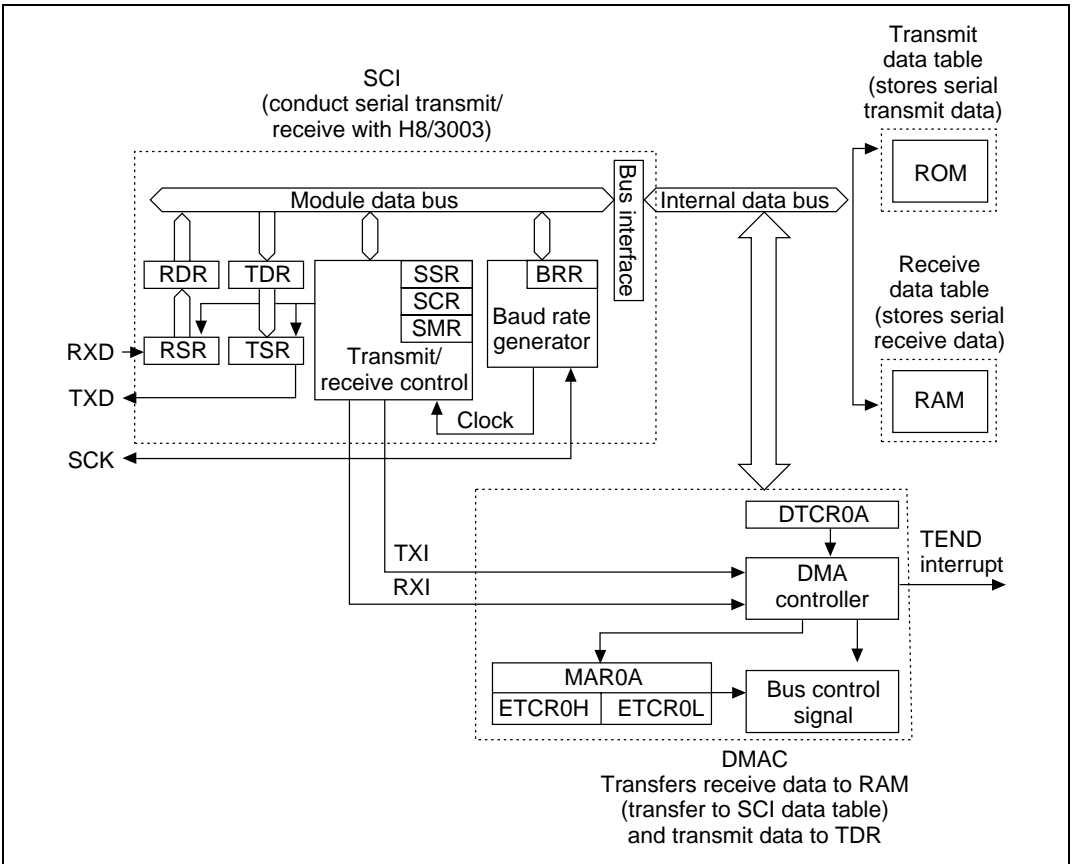 Transmit
data table
(stores serial
transmit data)
SCI
(conduct serial transmit/
receive with H8/3003)
ROM
Bus interface
Module data bus
Internal data bus
RDR
TDR
SSR
BRR
SCR
SMR
Baud rate
generator
Receive
data table
(stores serial
receive data)
RXD
RSR
TSR
Transmit/
receive control
TXD
RAM
Clock
SCK
DTCR0A
TXI
TEND
interrupt
RXI
DMA
controller
MAR0A
ETCR0H
ETCR0L
Bus control
signal
DMAC
Transfers receive data to RAM
(transfer to SCI data table)
and transmit data to TDR